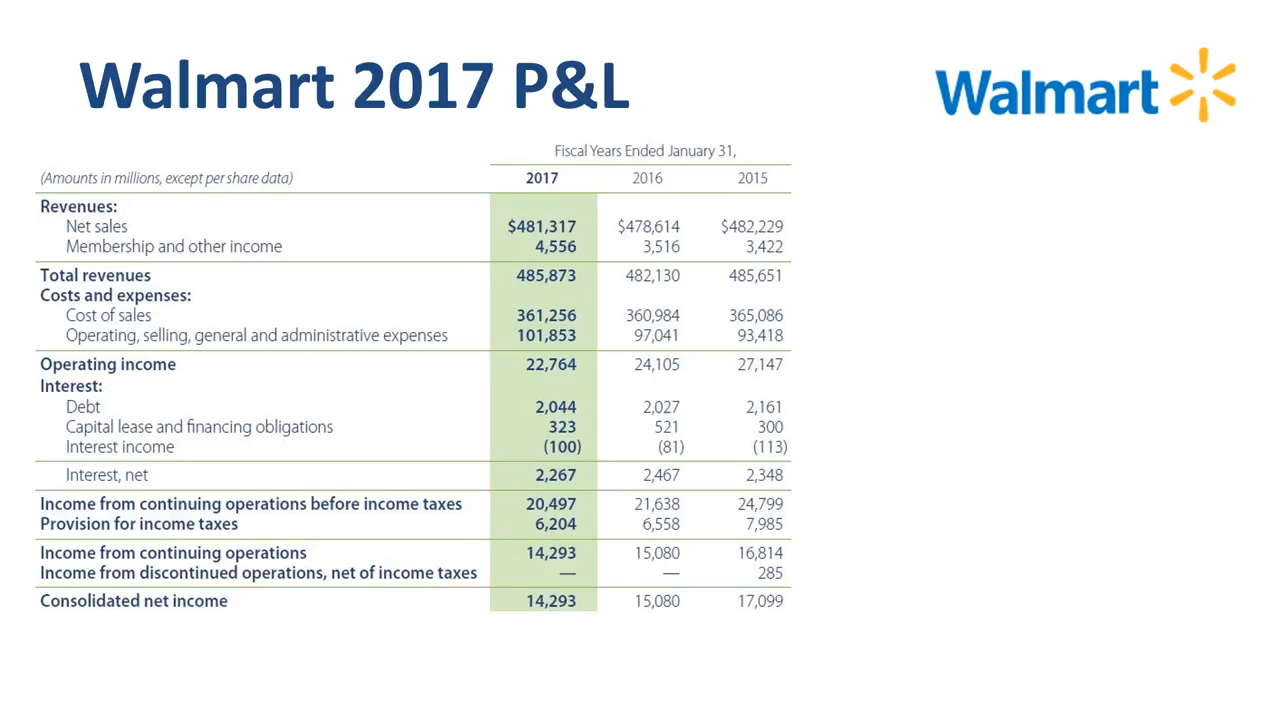 Walmart 2017 P&L
Walmart
Fiscal Years Ended January 31,
(Amounts in millions, except per share data) 2017 2016 2015
Revenues:
Net sales $481,317 $478,614 $482,229
Membership and other income 4,556 3,516 3,422
Total revenues 485,873 482,130 485,651
Costs and expenses:
Cost of sales 361,256 360,984 365,086
Operating, selling, general and administrative expenses 101,853 97,041 93,418
Operating income 22,764 24,105 27,147
Interest:
Debt 2,044 2,027 2,161
Capital lease and financing obligations 323 521 300
Interest income (100) (81) (113)
Interest, net 2,267 2,467 2,348
Income from continuing operations before income taxes 20,497 21,638 24,799
Provision for income taxes 6,204 6,558 7,985
Income from continuing operations 14,293 15,080 16,814
Income from discontinued operations, net of income taxes — — 285
Consolidated net income 14,293 15,080 17,099